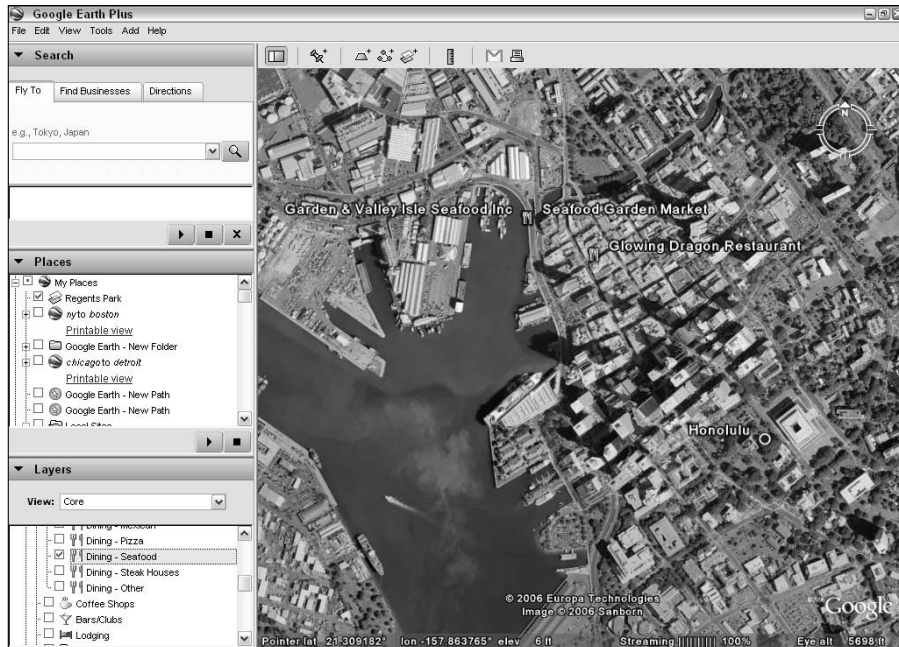 Google Earth Plus
File Edit View Tools Add Help
Search
Fly To Find Businesses Directions
e.g., Tokyo, Japan
Places
My Places
Regents Park
ny to boston
Printable view
Google Earth - New Folder
chicago to detroit
Printable view
Google Earth - New Path
Google Earth - New Path
Local Sites
Layers
View: Core
Dining - Mexican
Dining - Pizza
Dining - Seafood
Dining - Steak Houses
Dining - Other
Coffee Shops
Bars/Clubs
Lodging
N
Garden & Valley Isle Seafood Inc
Seafood Garden Market
Glowing Dragon Restaurant
Honolulu
© 2006 Europa Technologies
Image © 2006 Sanborn
Google
Pointer lat 21.309182° lon -157.863765° elev 6 ft Streaming |||||||||| 100% Eye alt 5698 ft